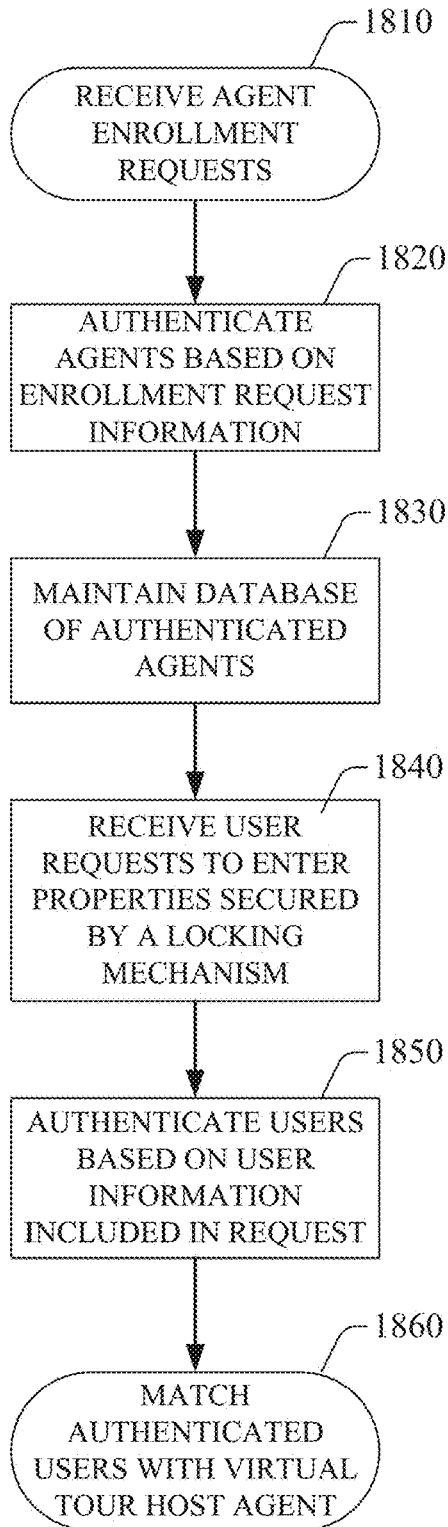 1810
RECEIVE AGENT
ENROLLMENT
REQUESTS
1820
AUTHENTICATE
AGENTS BASED ON
ENROLLMENT REQUEST
INFORMATION
1830
MAINTAIN DATABASE
OF AUTHENTICATED
AGENTS
1840
RECEIVE USER
REQUESTS TO ENTER
PROPERTIES SECURED
BY A LOCKING
MECHANISM
1850
AUTHENTICATE USERS
BASED ON USER
INFORMATION
INCLUDED IN REQUEST
1860
MATCH
AUTHENTICATED
USERS WITH VIRTUAL
TOUR HOST AGENT